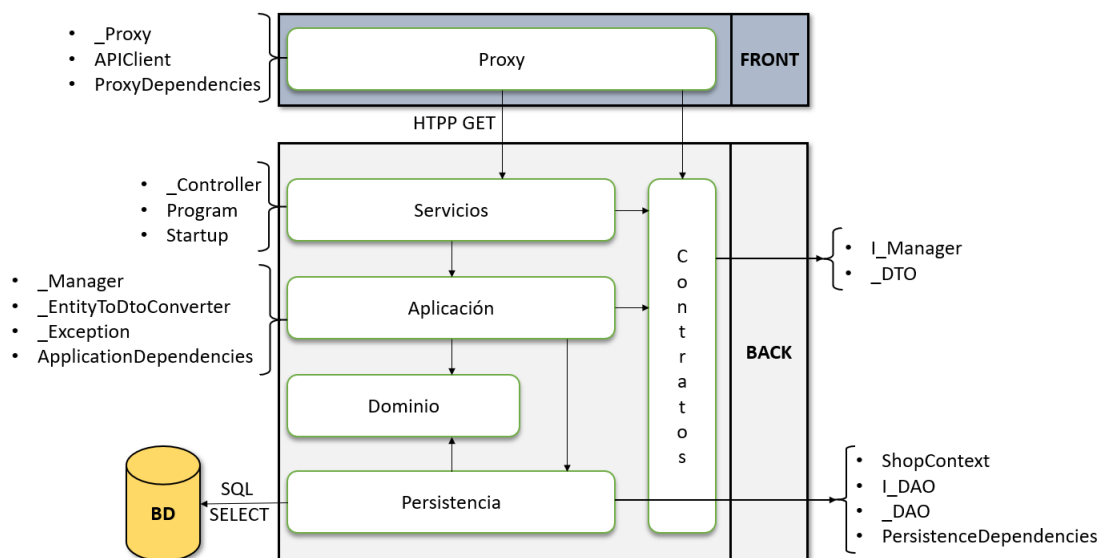 • _Proxy
• APIClient
• ProxyDependencies
Proxy
FRONT
HTPP GET
• _Controller
• Program
• Startup
Servicios
• _Manager
• _EntityToDtoConverter
• _Exception
• ApplicationDependencies
Aplicación
Dominio
Persistencia
Contratos
BACK
• I_Manager
• _DTO
SQL
SELECT
BD
• ShopContext
• I_DAO
• _DAO
• PersistenceDependencies